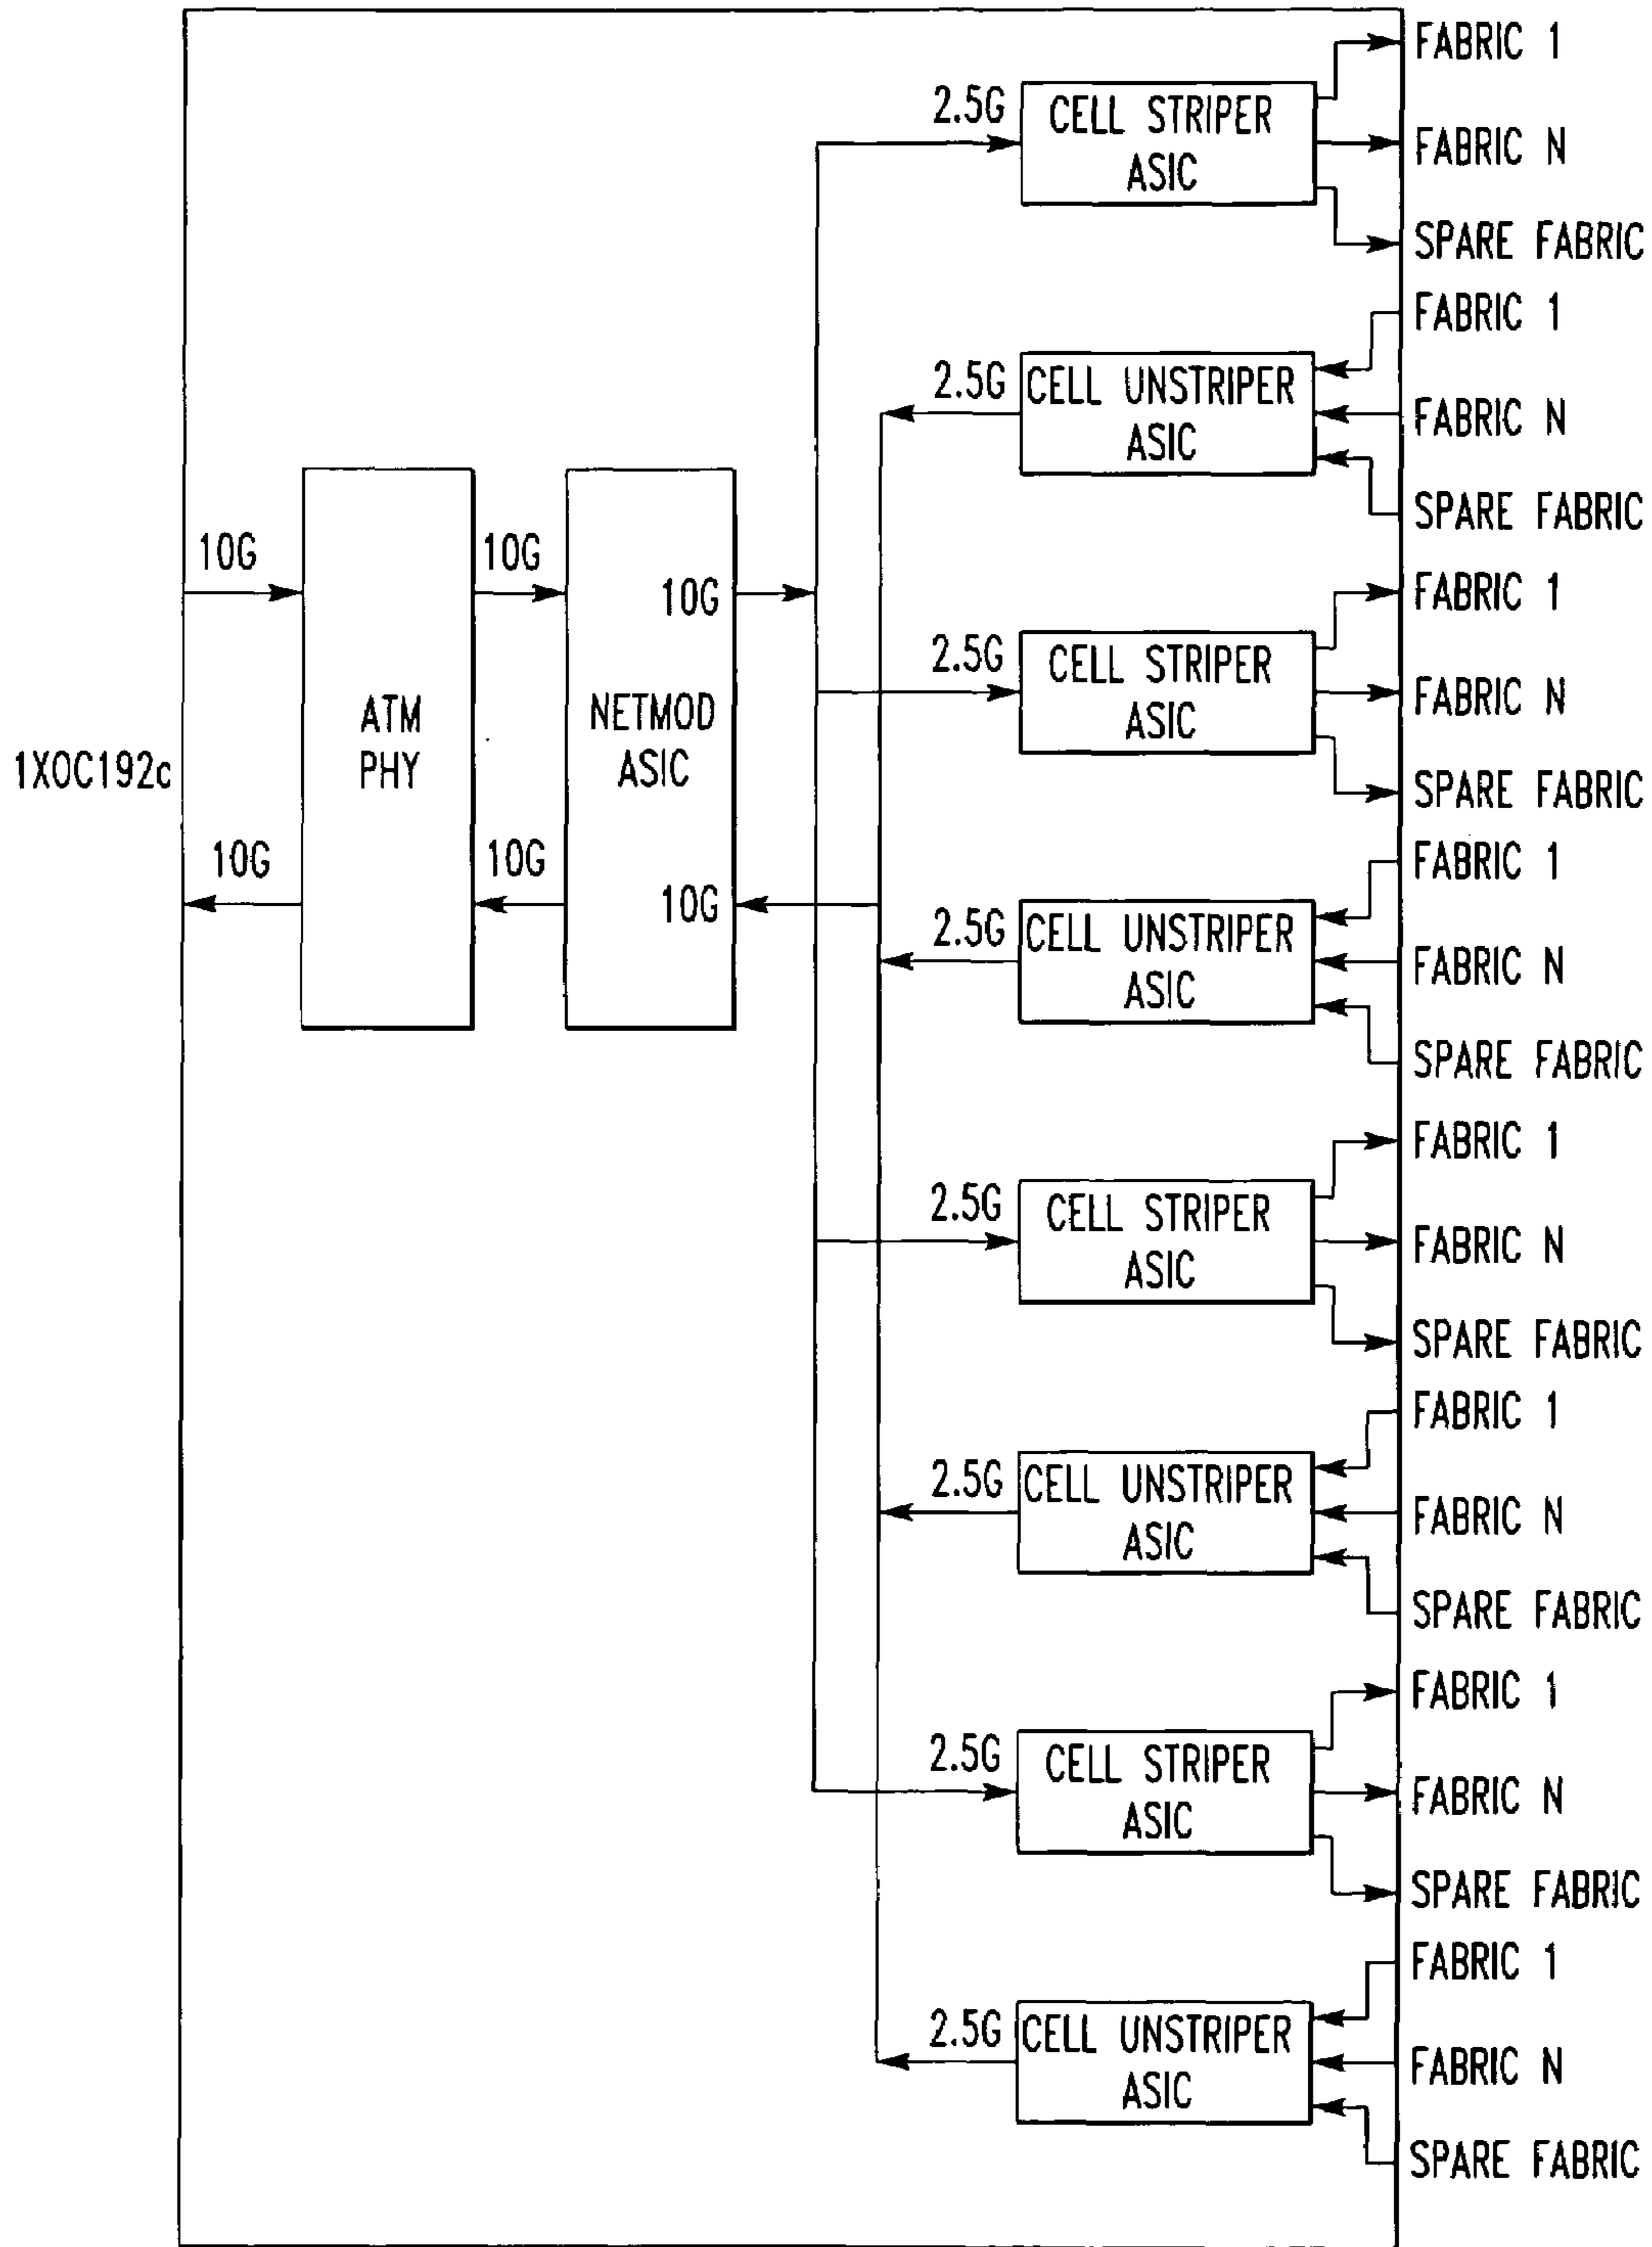 FABRIC 1
2.5G
CELL STRIPER
ASIC
FABRIC N
SPARE FABRIC
FABRIC 1
2.5G
CELL UNSTRIPER
ASIC
FABRIC N
SPARE FABRIC
10G
10G
10G
FABRIC 1
2.5G
CELL STRIPER
ASIC
FABRIC N
SPARE FABRIC
1XOC192c
ATM
PHY
NETMOD
ASIC
10G
10G
10G
FABRIC 1
2.5G
CELL UNSTRIPER
ASIC
FABRIC N
SPARE FABRIC
FABRIC 1
2.5G
CELL STRIPER
ASIC
FABRIC N
SPARE FABRIC
FABRIC 1
2.5G
CELL UNSTRIPER
ASIC
FABRIC N
SPARE FABRIC
FABRIC 1
2.5G
CELL STRIPER
ASIC
FABRIC N
SPARE FABRIC
FABRIC 1
2.5G
CELL UNSTRIPER
ASIC
FABRIC N
SPARE FABRIC